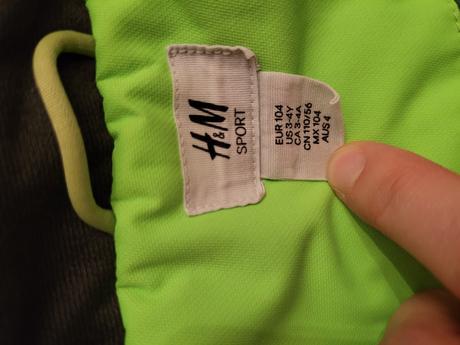 H&M
SPORT
EUR 104
US 3-4Y
CA 3-4A
CN 110/56
MX 104
AUS 4